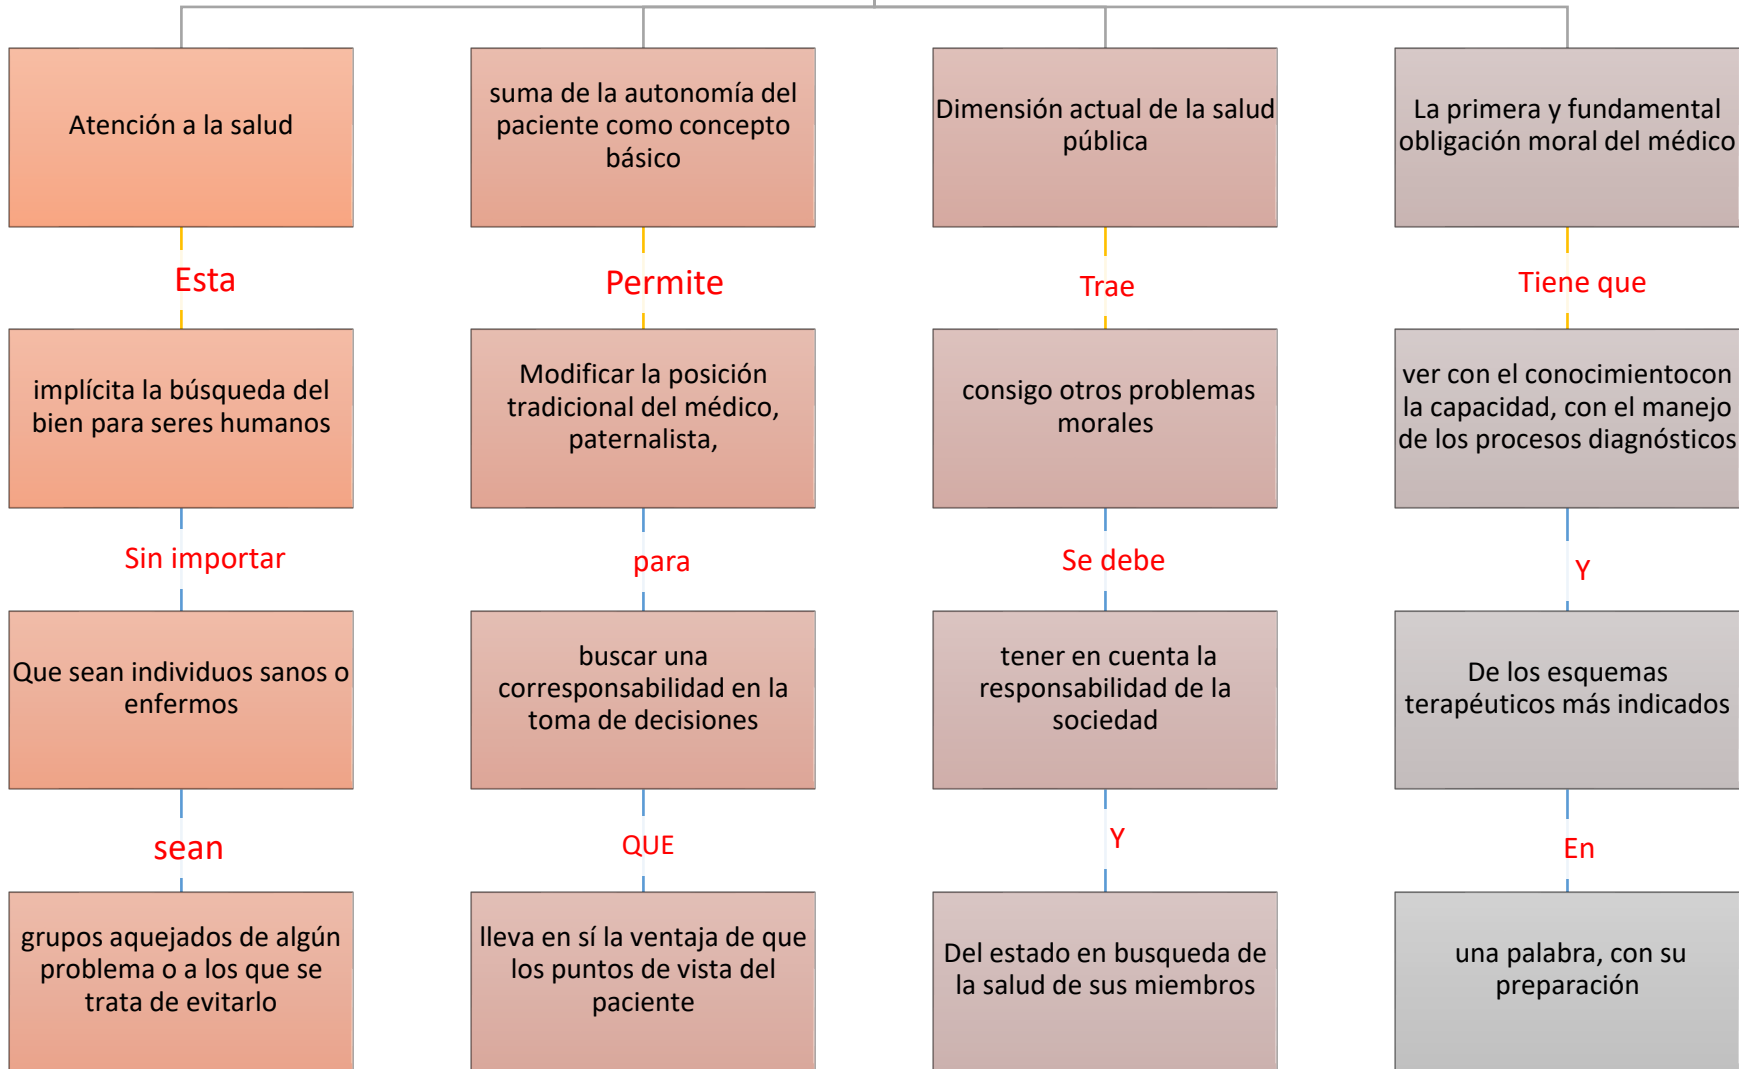 Atención a la salud
Esta
implícita la búsqueda del
bien para seres humanos
Sin importar
Que sean individuos sanos o
enfermos
sean
grupos aquejados de algún
problema o a los que se
trata de evitarlo
suma de la autonomía del
paciente como concepto
básico
Permite
Modificar la posición
tradicional del médico,
paternalista,
para
buscar una
corresponsabilidad en la
toma de decisiones
QUE
lleva en sí la ventaja de que
los puntos de vista del
paciente
Dimensión actual de la salud
pública
Trae
consigo otros problemas
morales
Se debe
tener en cuenta la
responsabilidad de la
sociedad
Y
Del estado en busqueda de
la salud de sus miembros
La primera y fundamental
obligación moral del médico
Tiene que
ver con el conocimientocon
la capacidad, con el manejo
de los procesos diagnósticos
Y
De los esquemas
terapéuticos más indicados
En
una palabra, con su
preparación